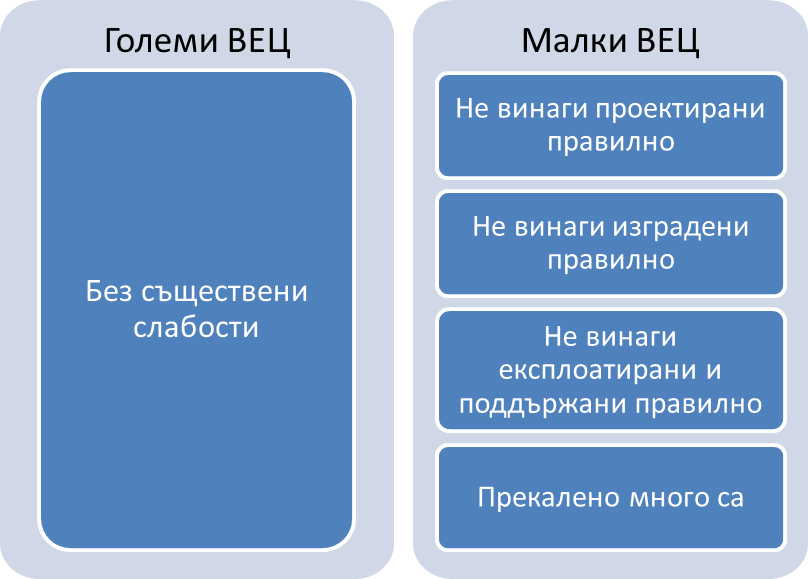 Големи ВЕЦ
Без съществени
слабости
Малки ВЕЦ
Не винаги проектирани
правилно
Не винаги изградени
правилно
Не винаги
експлоатирани и
поддържани правилно
Прекалено много са